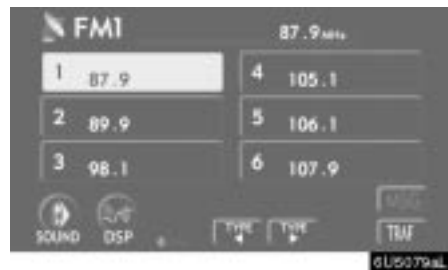 FM1 87.9 MHz
1 87.9
4 105.1
2 89.9
5 106.1
3 98.1
6 107.9
MSG
SOUND DSP TYPE TYPE TRAF
6U5079aL